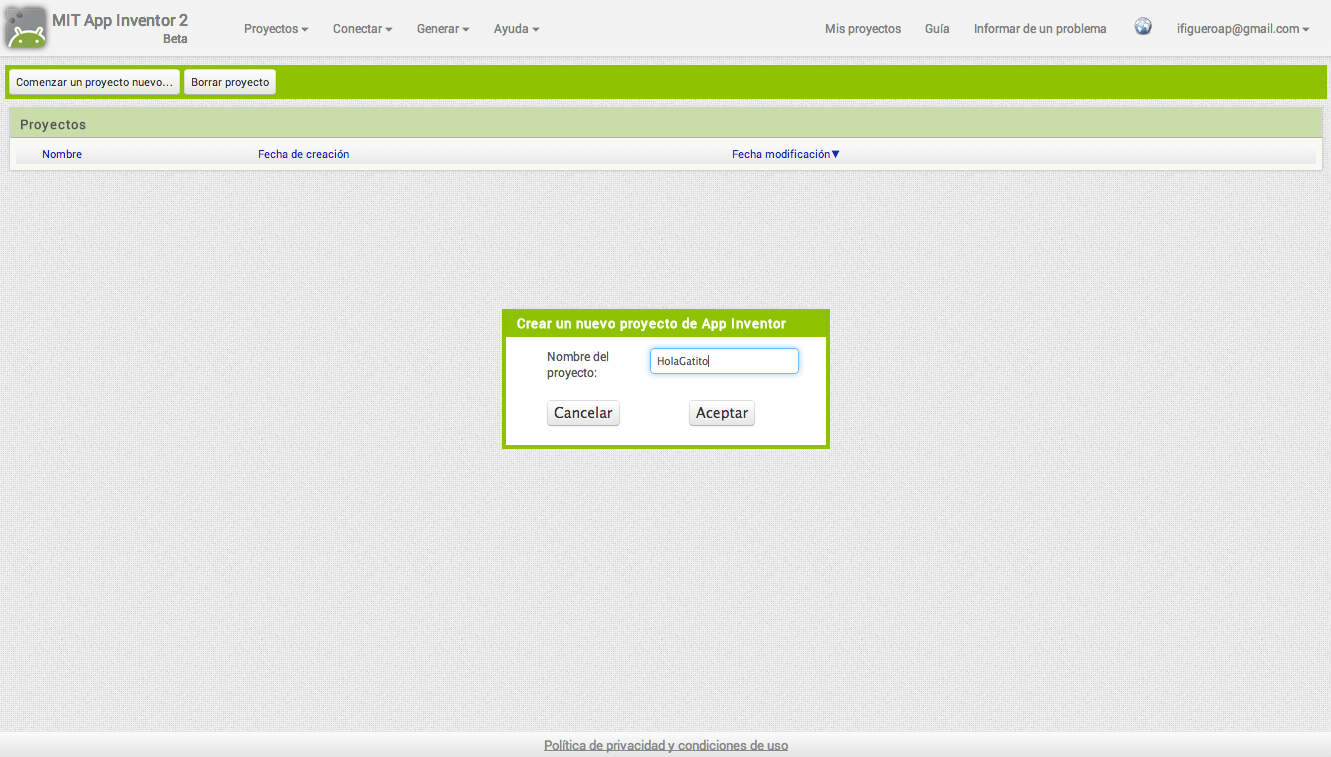 MIT App Inventor 2
Beta
Proyectos Conectar Generar Ayuda Mis proyectos Guía Informar de un problema ifigueroap@gmail.com
Comenzar un proyecto nuevo... Borrar proyecto
Proyectos
Nombre Fecha de creación Fecha modificación▼
Crear un nuevo proyecto de App Inventor
Nombre del
proyecto:
HolaGatito
Cancelar Aceptar
Política de privacidad y condiciones de uso